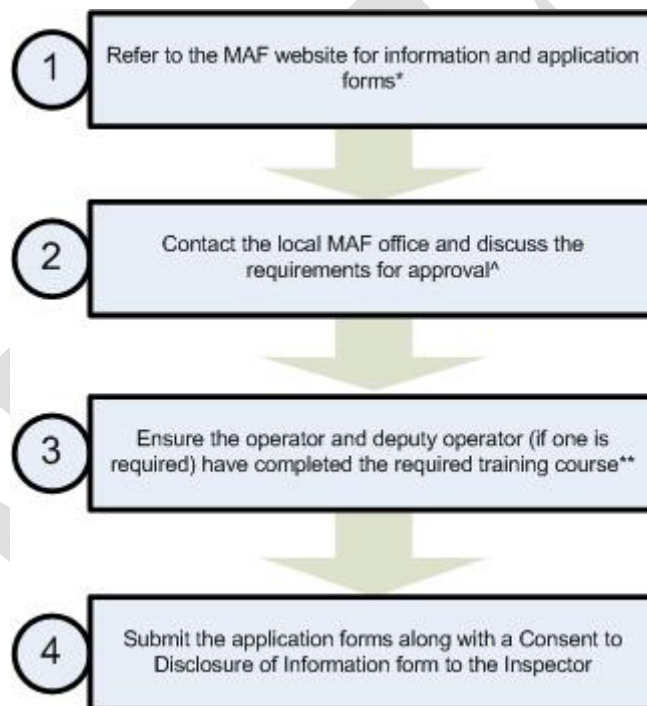 1
Refer to the MAF website for information and application
forms*
2
Contact the local MAF office and discuss the
requirements for approval^
3
Ensure the operator and deputy operator (if one is
required) have completed the required training course**
4
Submit the application forms along with a Consent to
Disclosure of Information form to the Inspector